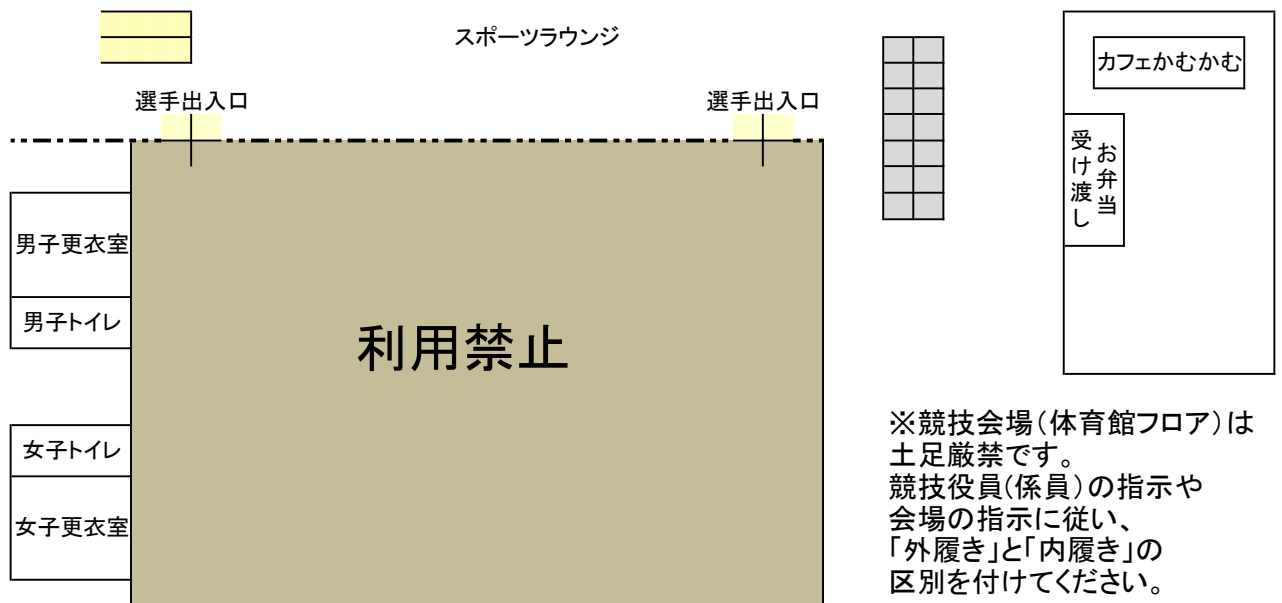 スポーツラウンジ
カフェかむかむ
選手出入口
選手出入口
お弁当
受け渡し
男子更衣室
男子トイレ
利用禁止
女子トイレ
女子更衣室
※競技会場(体育館フロア)は
土足厳禁です。
競技役員(係員)の指示や
会場の指示に従い、
「外履き」と「内履き」の
区別を付けてください。